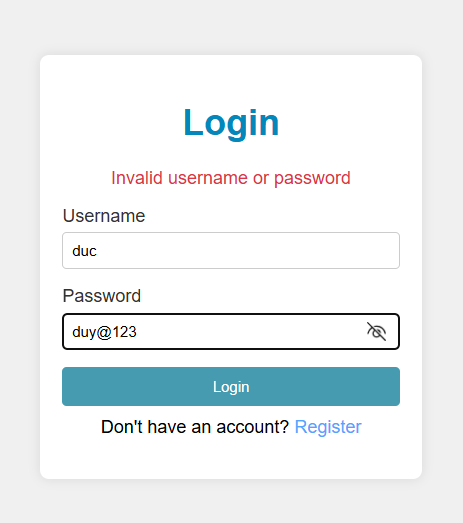 Login
Invalid username or password
Username
duc
Password
duy@123
Login
Don't have an account? Register